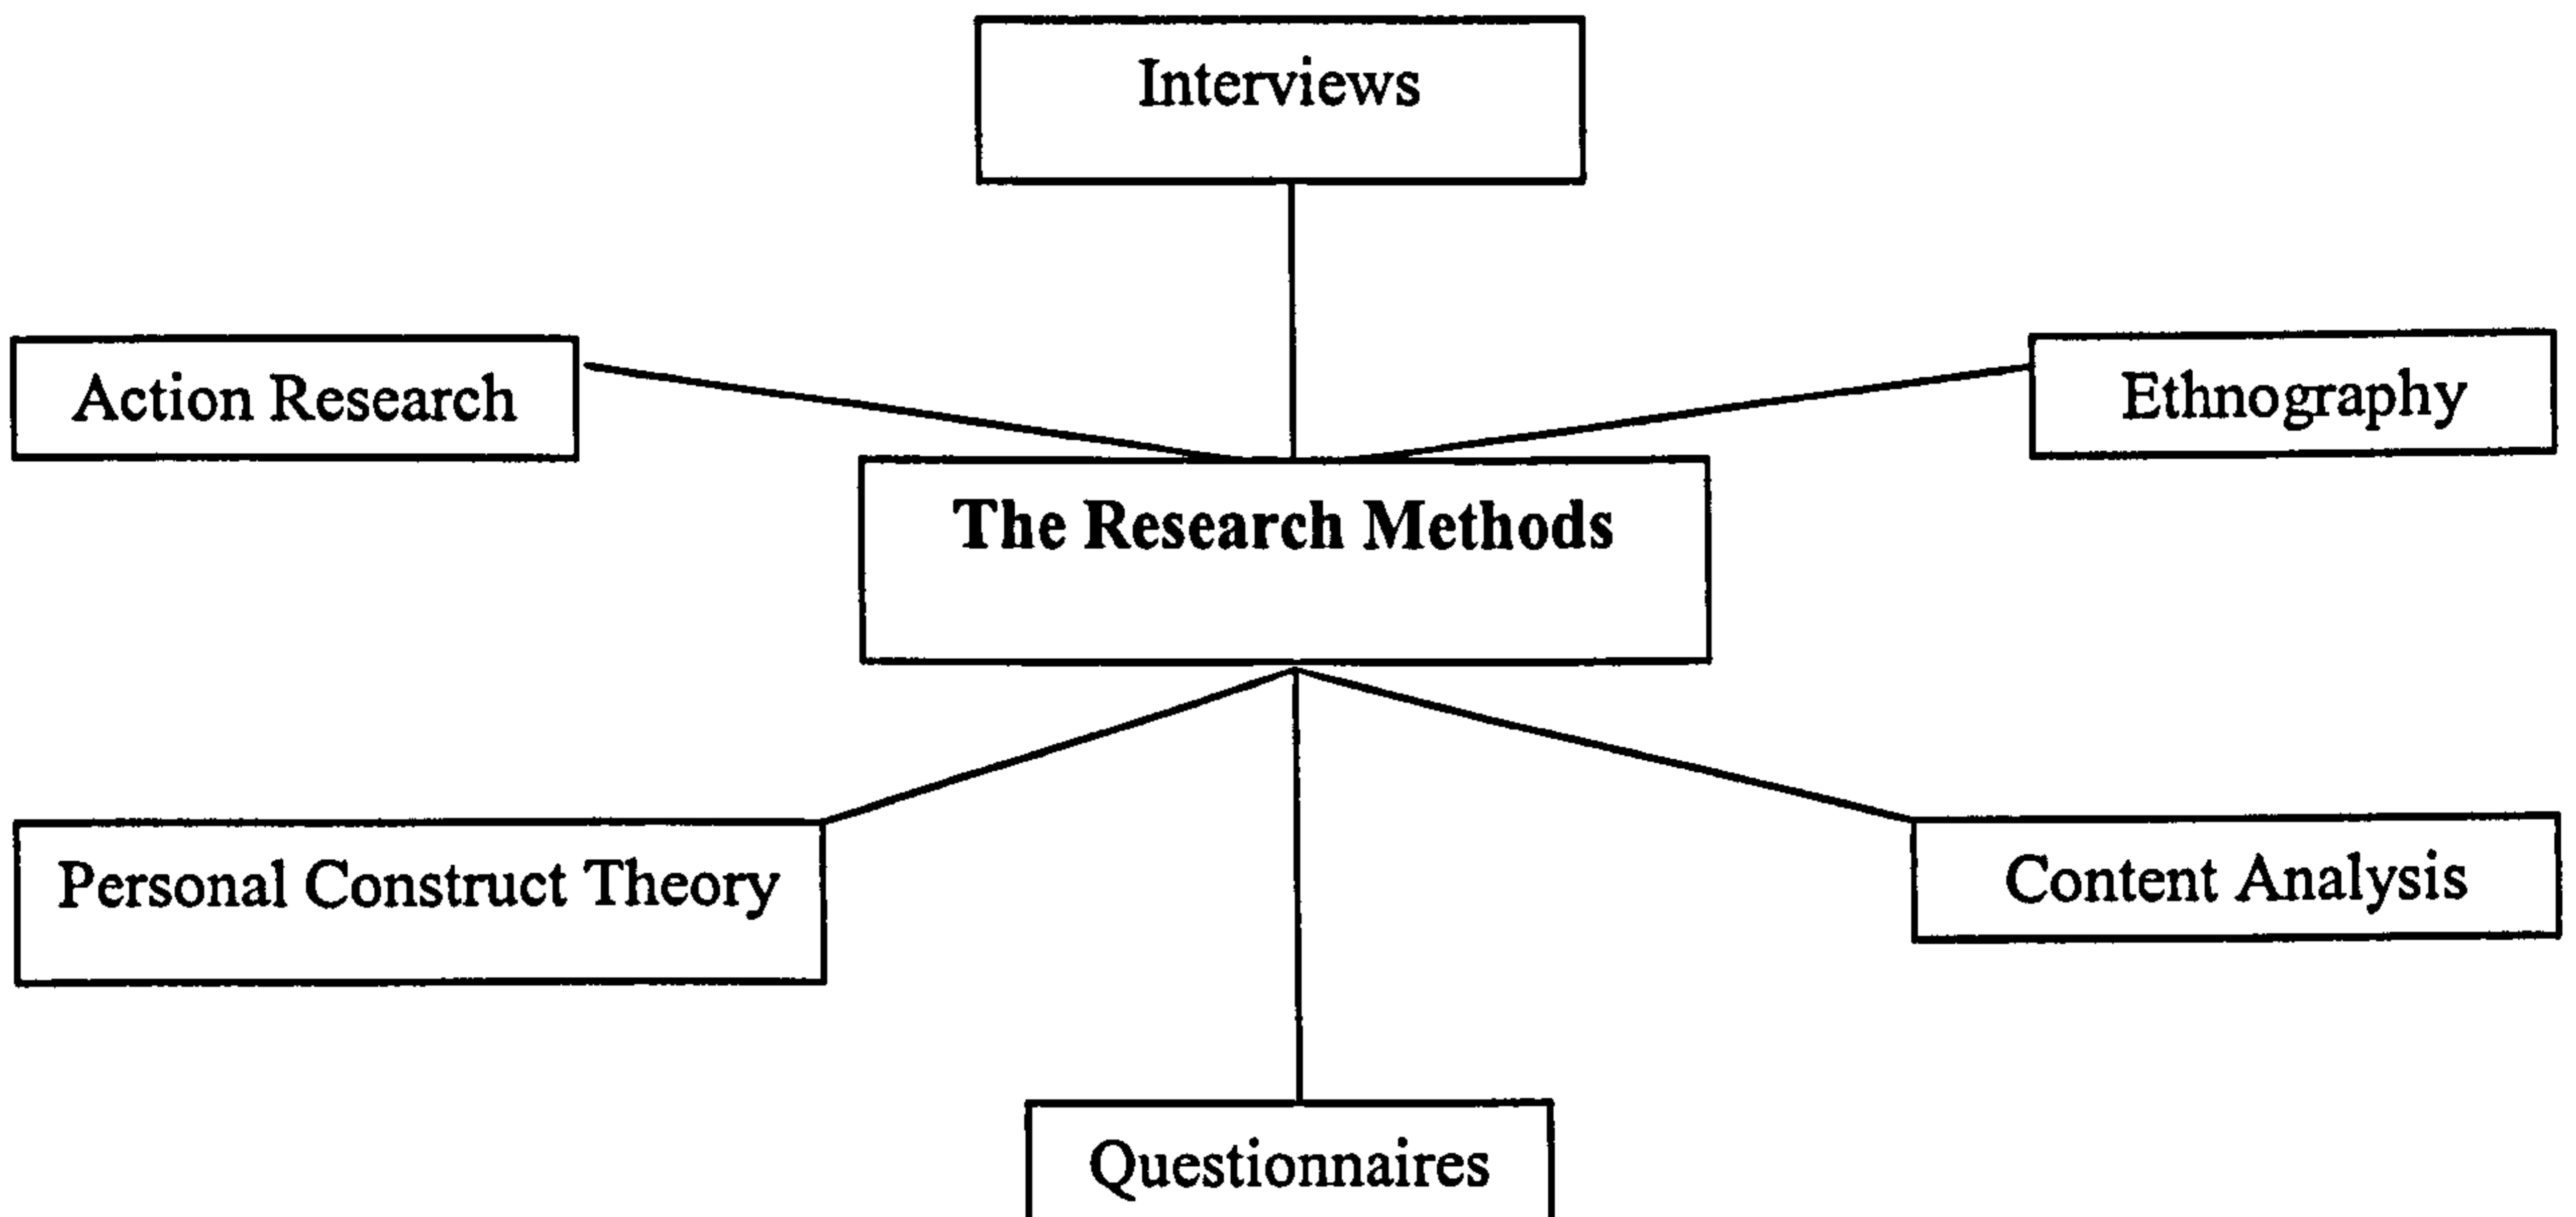 Interviews
Action Research
Ethnography
The Research Methods
Personal Construct Theory
Content Analysis
Questionnaires